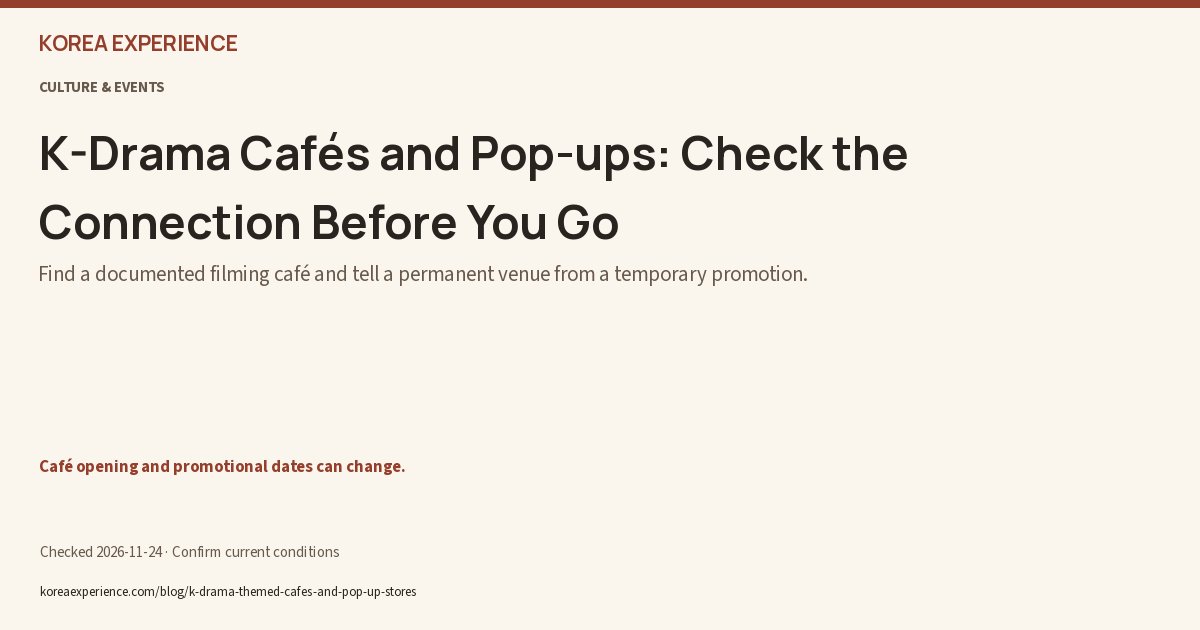 KOREA EXPERIENCE
CULTURE & EVENTS
K-Drama Cafés and Pop-ups: Check the
Connection Before You Go
Find a documented filming café and tell a permanent venue from a temporary promotion.
Café opening and promotional dates can change.
Checked 2026-11-24 · Confirm current conditions
koreaexperience.com/blog/k-drama-themed-cafes-and-pop-up-stores